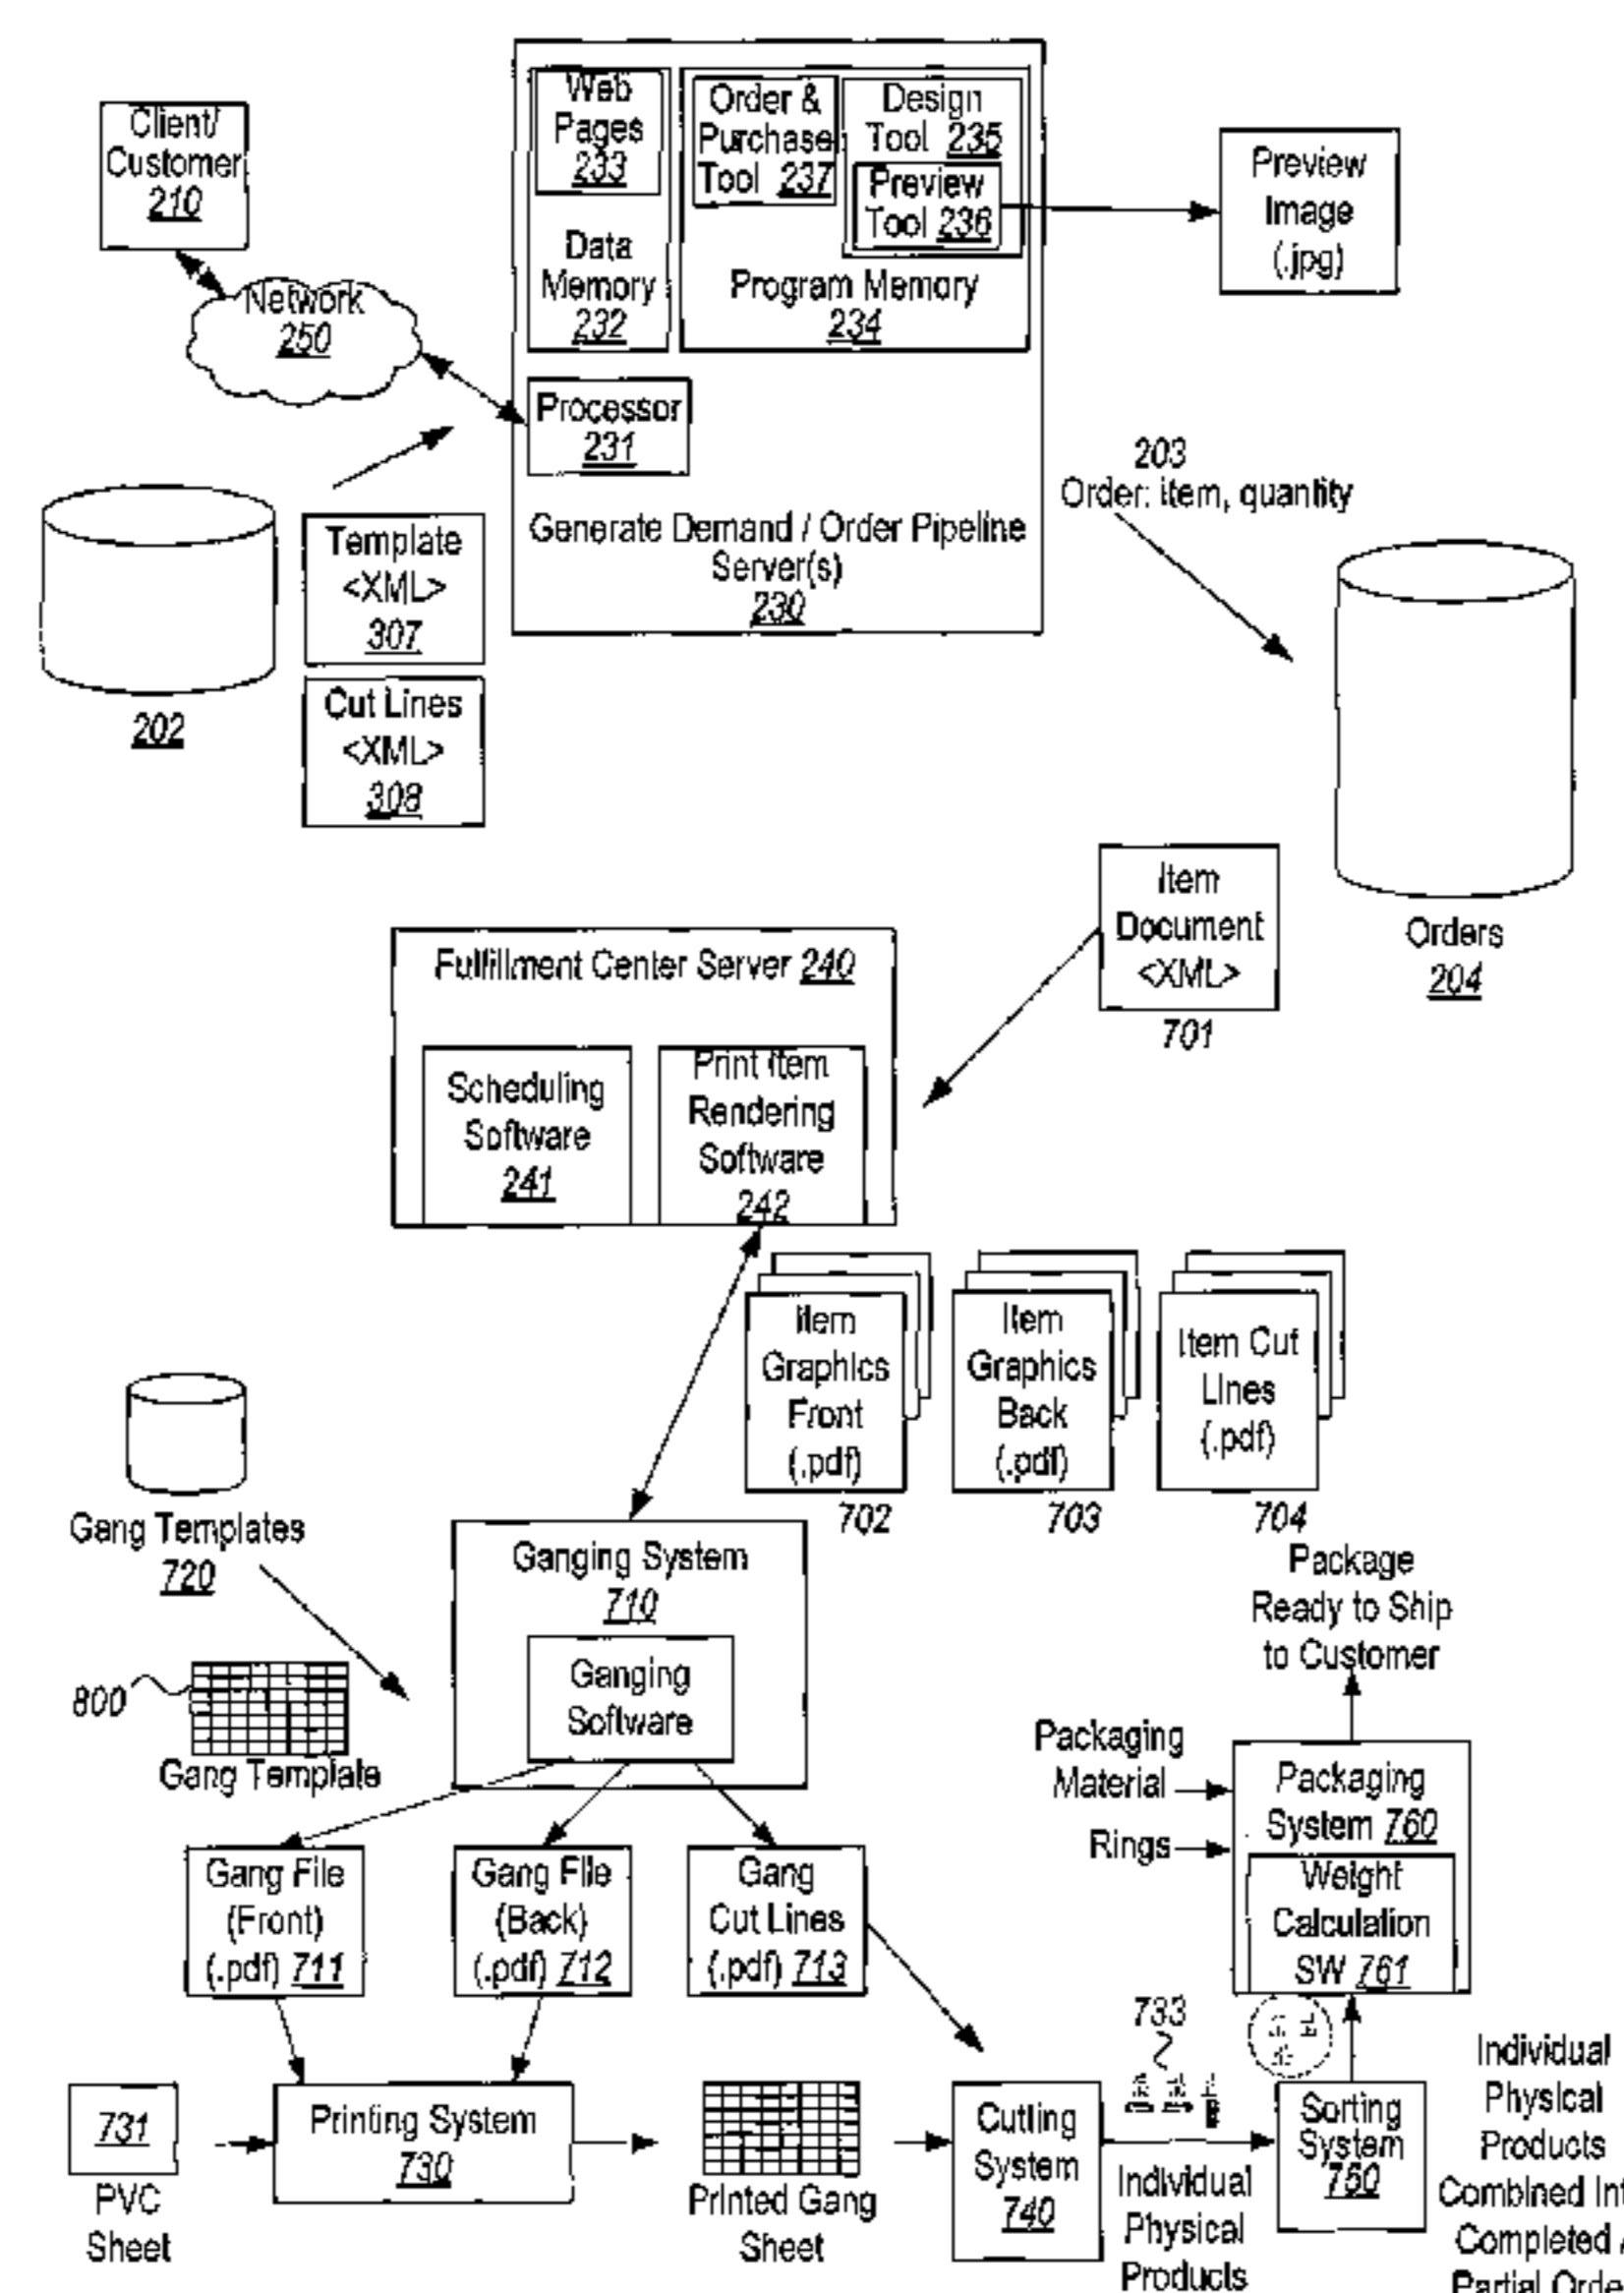 Client/
Customer
210
Network
250
Web
Pages
233
Data
Memory
232
Order &
Purchase
Tool 237
Design
Tool 235
Preview
Tool 236
Program Memory
234
Processor
231
Generate Demand / Order Pipeline
Server(s)
230
Preview
Image
(.jpg)
202
Template
<XML>
307
Cut Lines
<XML>
308
203
Order: item, quantity
Orders
204
Item
Document
<XML>
701
Fulfillment Center Server 240
Scheduling
Software
241
Print Item
Rendering
Software
242
Item
Graphics
Front
(.pdf)
702
Item
Graphics
Back
(.pdf)
703
Item Cut
Lines
(.pdf)
704
Gang Templates
720
800
Gang Template
Ganging System
710
Ganging
Software
Gang File
(Front)
(.pdf) 711
Gang File
(Back)
(.pdf) 712
Gang
Cut Lines
(.pdf) 713
Package
Ready to Ship
to Customer
Packaging
Material
Rings
Packaging
System 760
Weight
Calculation
SW 761
731
PVC
Sheet
Printing System
730
Printed Gang
Sheet
Cutting
System
740
733
Individual
Physical
Products
Sorting
System
750
Individual
Physical
Products
Combined Int
Completed
Partial Order